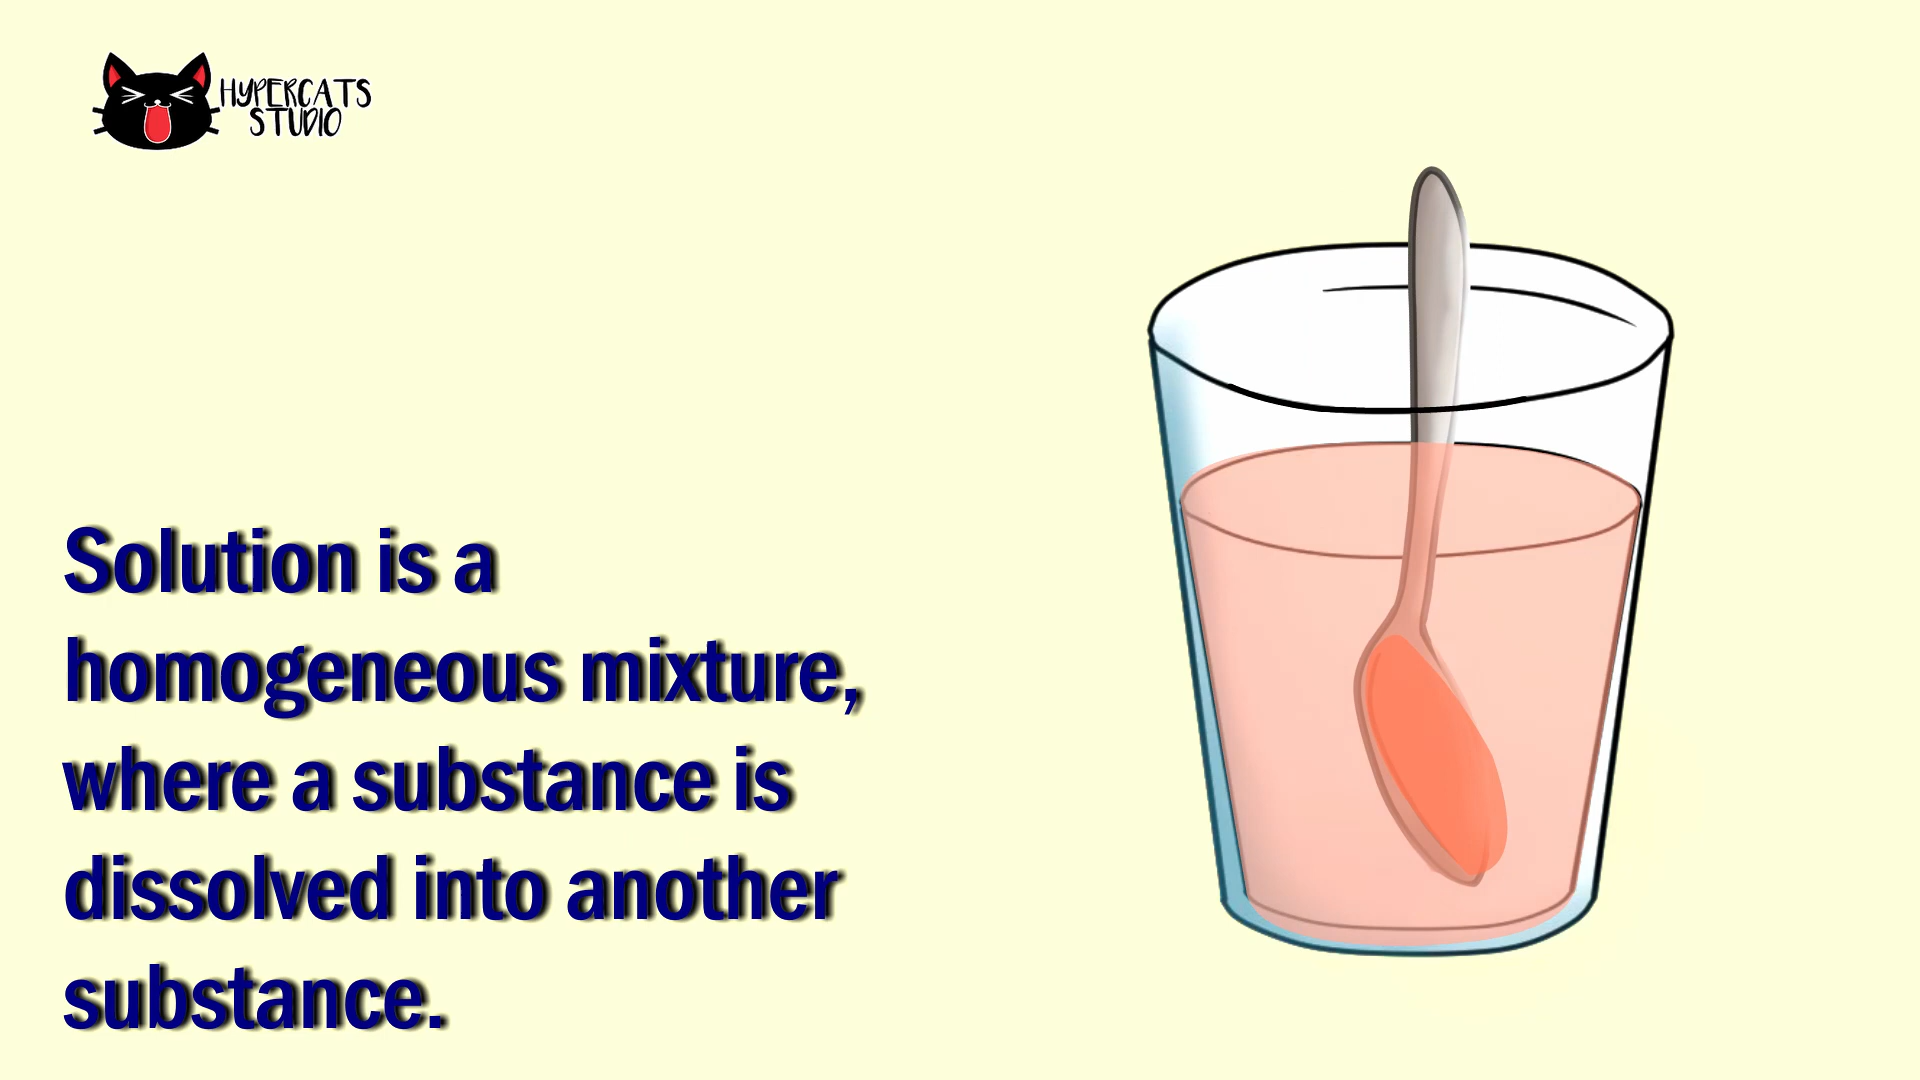 HYPERCATS
STUDIO
Solution is a
homogeneous mixture,
where a substance is
dissolved into another
substance.